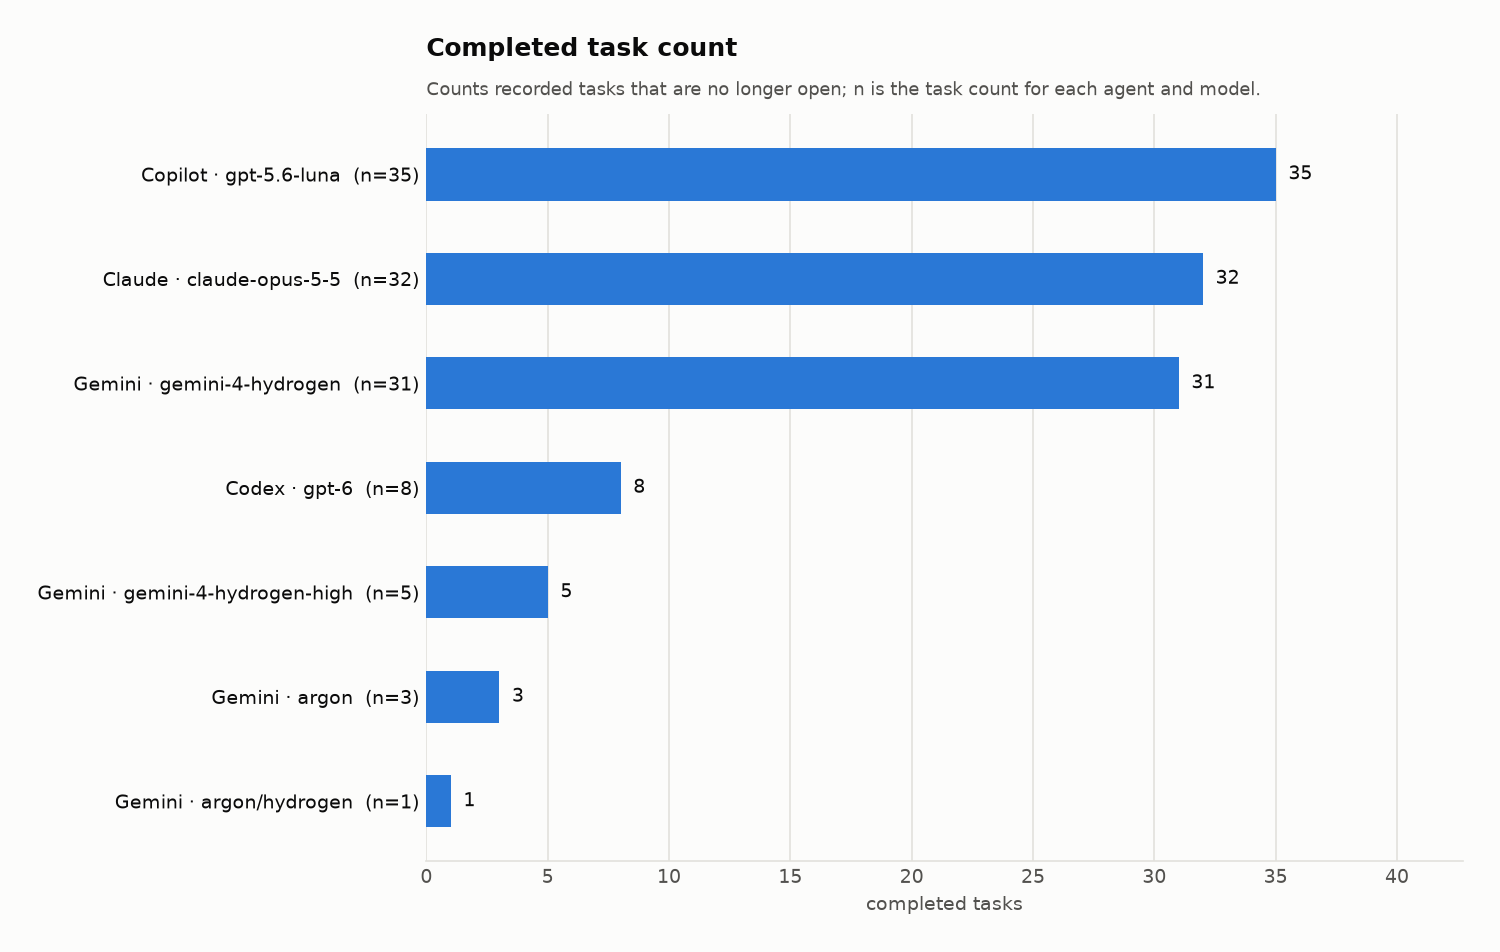 Completed task count
Counts recorded tasks that are no longer open; n is the task count for each agent and model.
Copilot · gpt-5.6-luna (n=35) 35
Claude · claude-opus-5-5 (n=32) 32
Gemini · gemini-4-hydrogen (n=31) 31
Codex · gpt-6 (n=8) 8
Gemini · gemini-4-hydrogen-high (n=5) 5
Gemini · argon (n=3) 3
Gemini · argon/hydrogen (n=1) 1
0 5 10 15 20 25 30 35 40
completed tasks